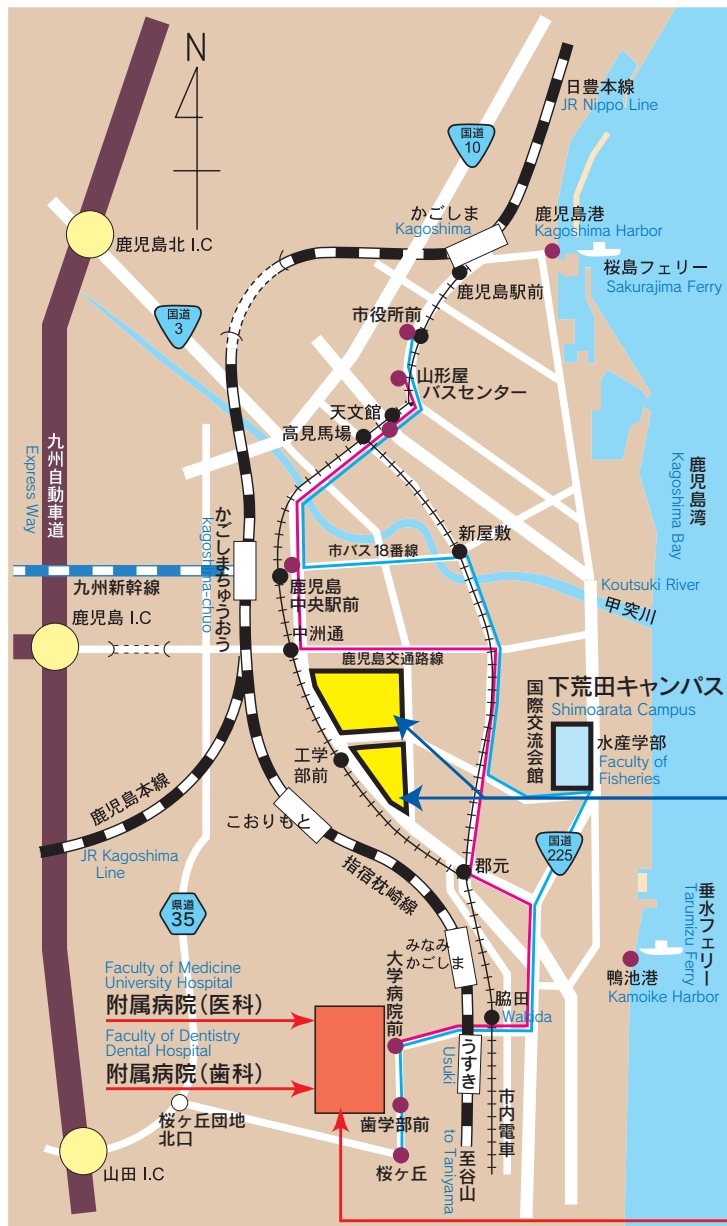 N
日豊本線
JR Nippo Line
国道
10
かごしま
Kagoshima
鹿児島港
Kagoshima Harbor
鹿児島北 I.C
桜島フェリー
Sakurajima Ferry
鹿児島駅前
国道
3
市役所前
山形屋
バスセンター
天文館
高見馬場
九州自動車道
Express Way
鹿児島湾
Kagoshima Bay
かごしまちゅうおう
kagoshima-chuo
新屋敷
市バス18番線
九州新幹線
鹿児島
中央駅前
Koutsuki River
甲突川
鹿児島 I.C
中洲通
鹿児島交通路線
国際交流会館
下荒田キャンパス
Shimoarata Campus
水産学部
Faculty of
Fisheries
工学
部前
鹿児島本線
JR Kagoshima
Line
こおりもと
国道
225
指宿枕崎線
郡元
垂水フェリー
Tarumizu Ferry
県道
35
みなみ
かごしま
大学病院前
鴨池港
Kamoike Harbor
Faculty of Medicine
University Hospital
附属病院（医科）
脇田
Wakida
Faculty of Dentistry
Dental Hospital
附属病院（歯科）
うすき
Usuki
市内電車
桜ヶ丘団地
北口
歯学部前
桜ヶ丘
至谷山
to Taniyama
山田 I.C